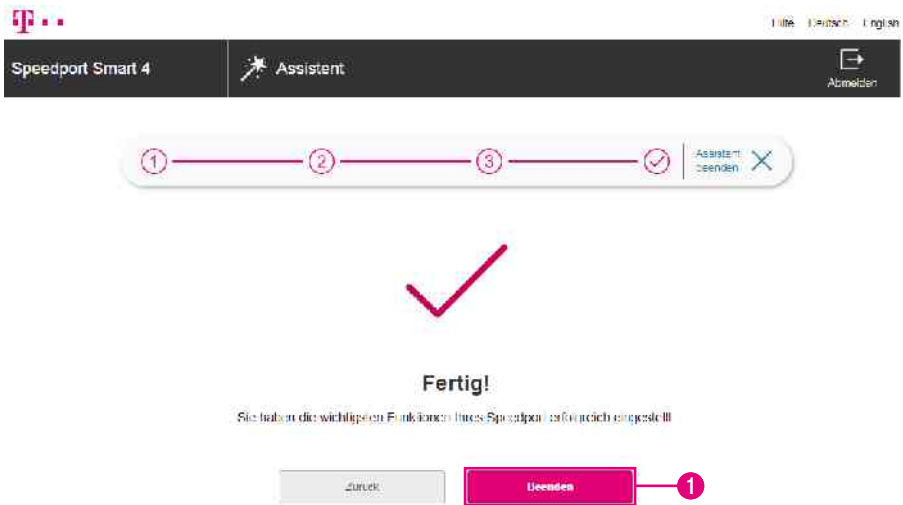 Hilfe Deutsch English
Speedport Smart 4
Assistent
Abmelden
1
2
3
Assistent
beenden
Fertig!
Sie haben die wichtigsten Funktionen Ihres Speedport erfolgreich eingestellt
Zurück
Beenden
1